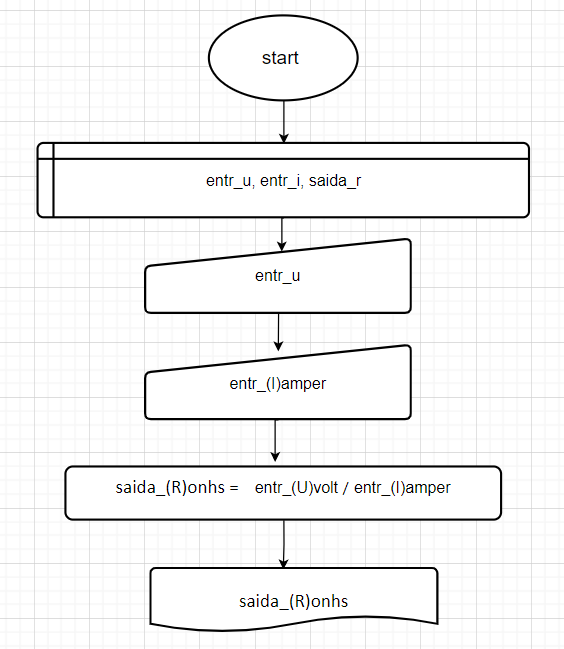 start
entr_u, entr_i, saida_r
entr_u
entr_(I)amper
saida_(R)onhs = entr_(U)volt / entr_(I)amper
saida_(R)onhs